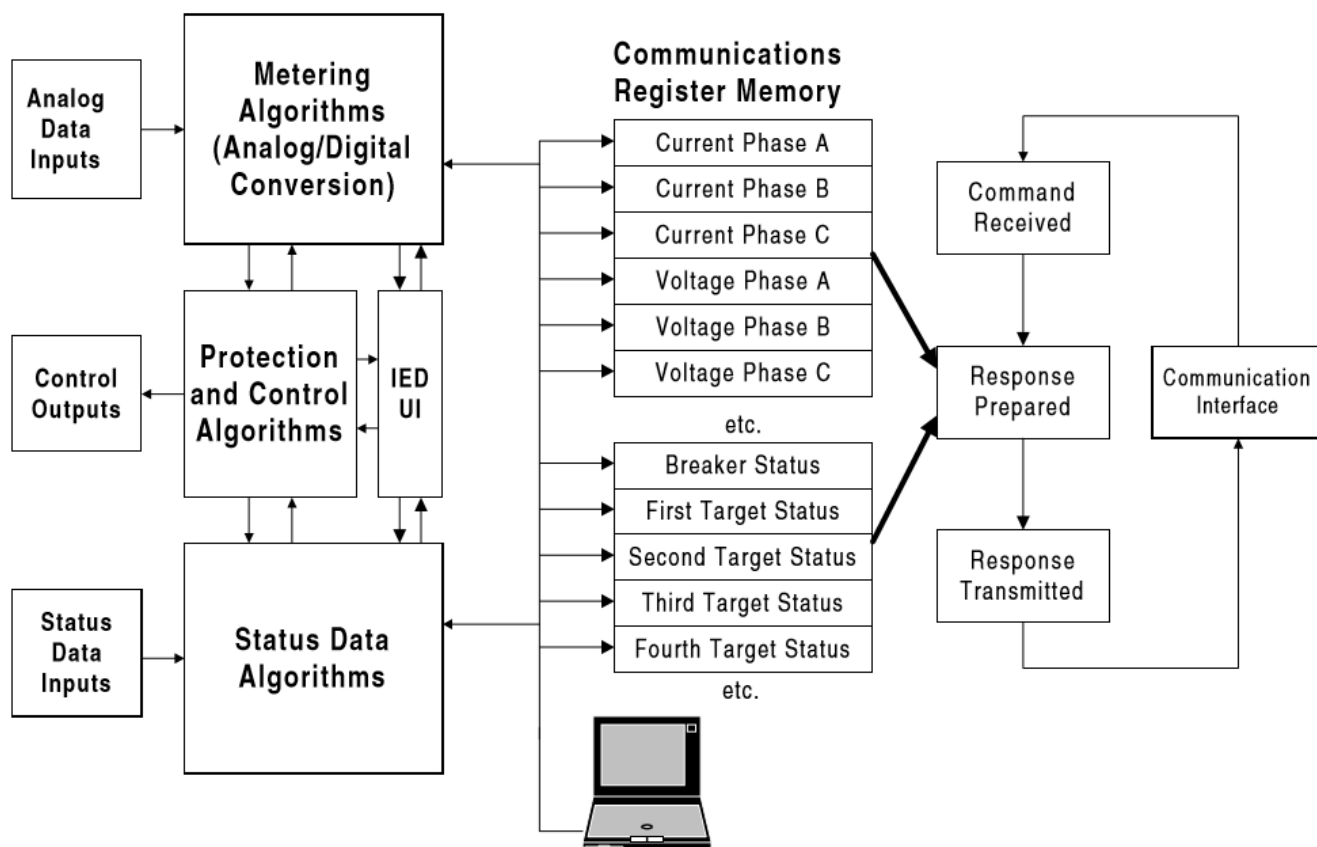 Analog
Data
Inputs
Metering
Algorithms
(Analog/Digital
Conversion)
Control
Outputs
Protection
and Control
Algorithms
IED
UI
Status
Data
Inputs
Status Data
Algorithms
Communications
Register Memory
Current Phase A
Current Phase B
Current Phase C
Voltage Phase A
Voltage Phase B
Voltage Phase C
etc.
Breaker Status
First Target Status
Second Target Status
Third Target Status
Fourth Target Status
etc.
Command
Received
Response
Prepared
Response
Transmitted
Communication
Interface